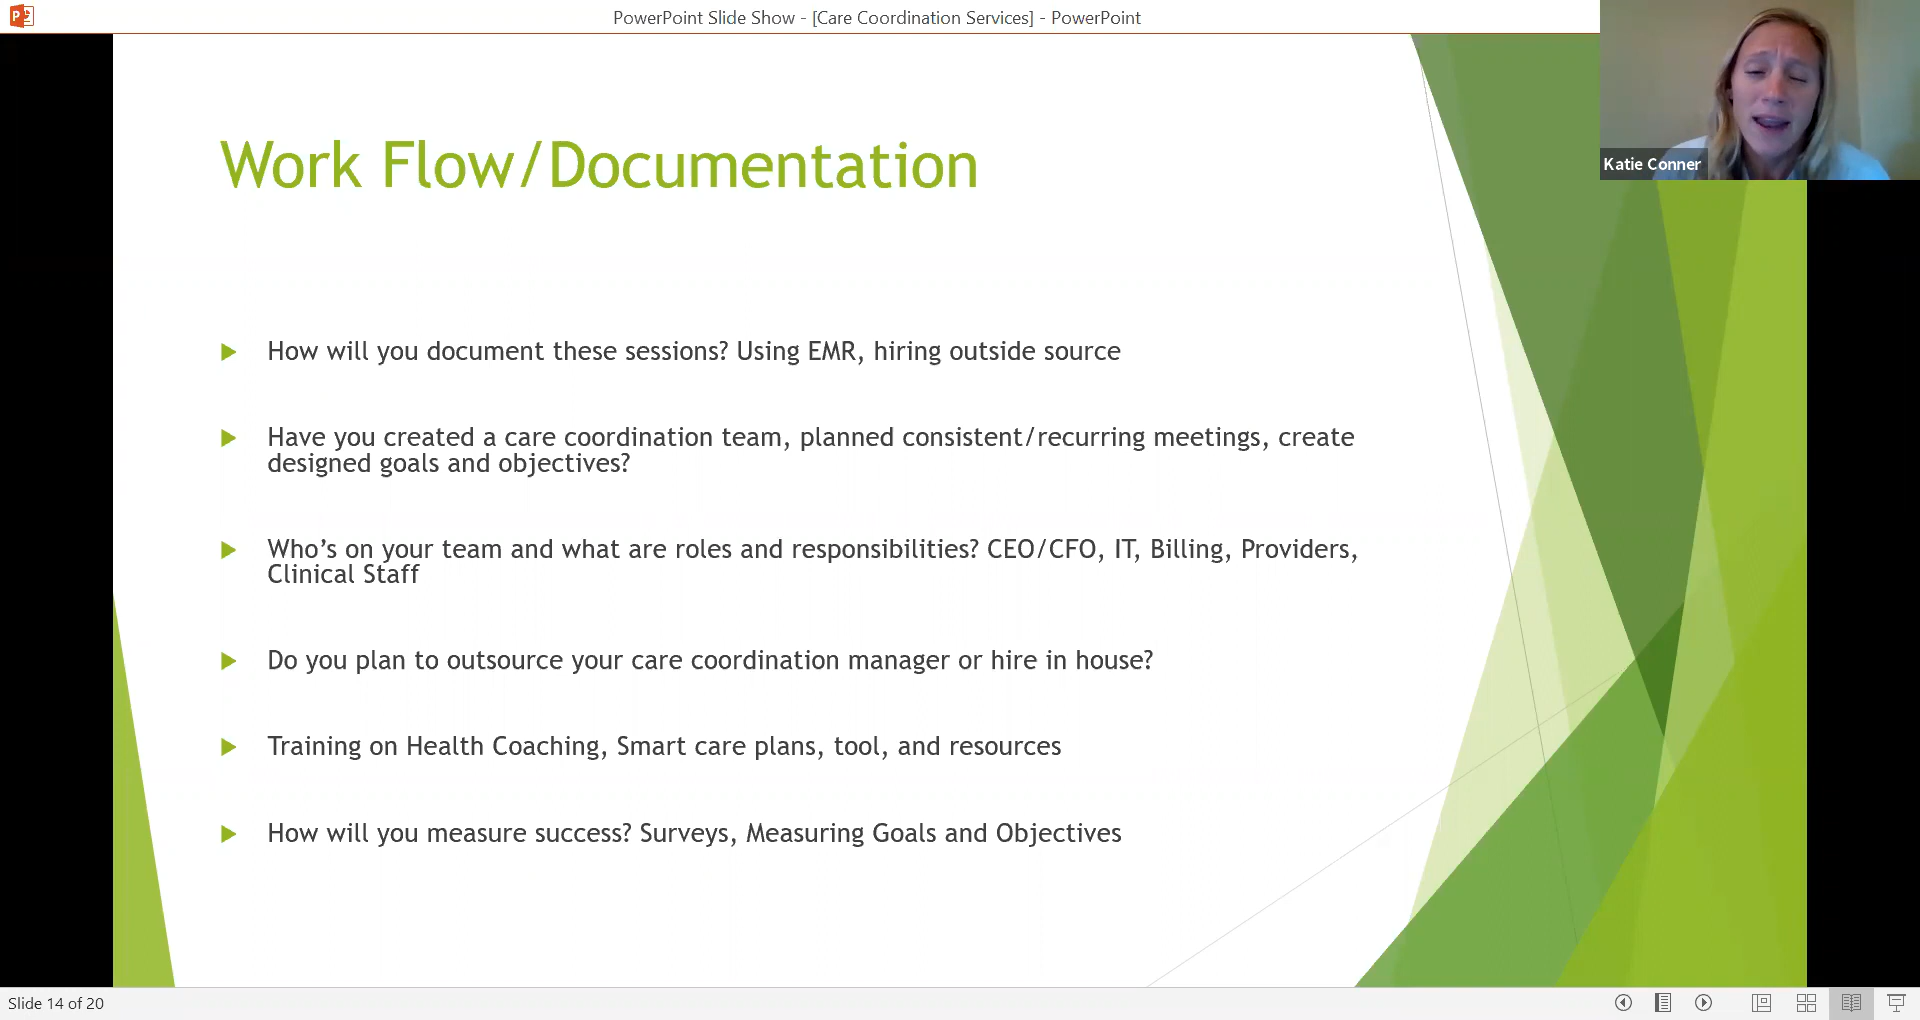 PowerPoint Slide Show - [Care Coordination Services] - PowerPoint
Katie Conner
Work Flow/Documentation
How will you document these sessions? Using EMR, hiring outside source
Have you created a care coordination team, planned consistent/recurring meetings, create
designed goals and objectives?
Who’s on your team and what are roles and responsibilities? CEO/CFO, IT, Billing, Providers,
Clinical Staff
Do you plan to outsource your care coordination manager or hire in house?
Training on Health Coaching, Smart care plans, tool, and resources
How will you measure success? Surveys, Measuring Goals and Objectives
Slide 14 of 20